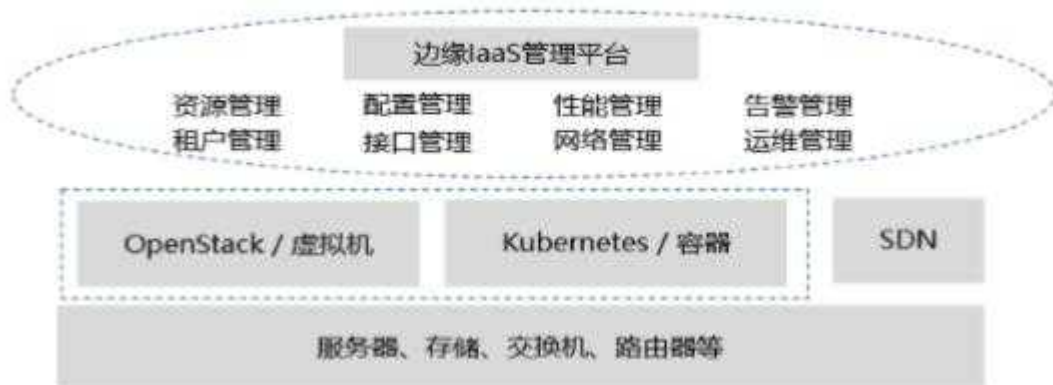 边缘IaaS管理平台
资源管理 配置管理 性能管理 告警管理
租户管理 接口管理 网络管理 运维管理
OpenStack / 虚拟机 Kubernetes / 容器 SDN
服务器、存储、交换机、路由器等